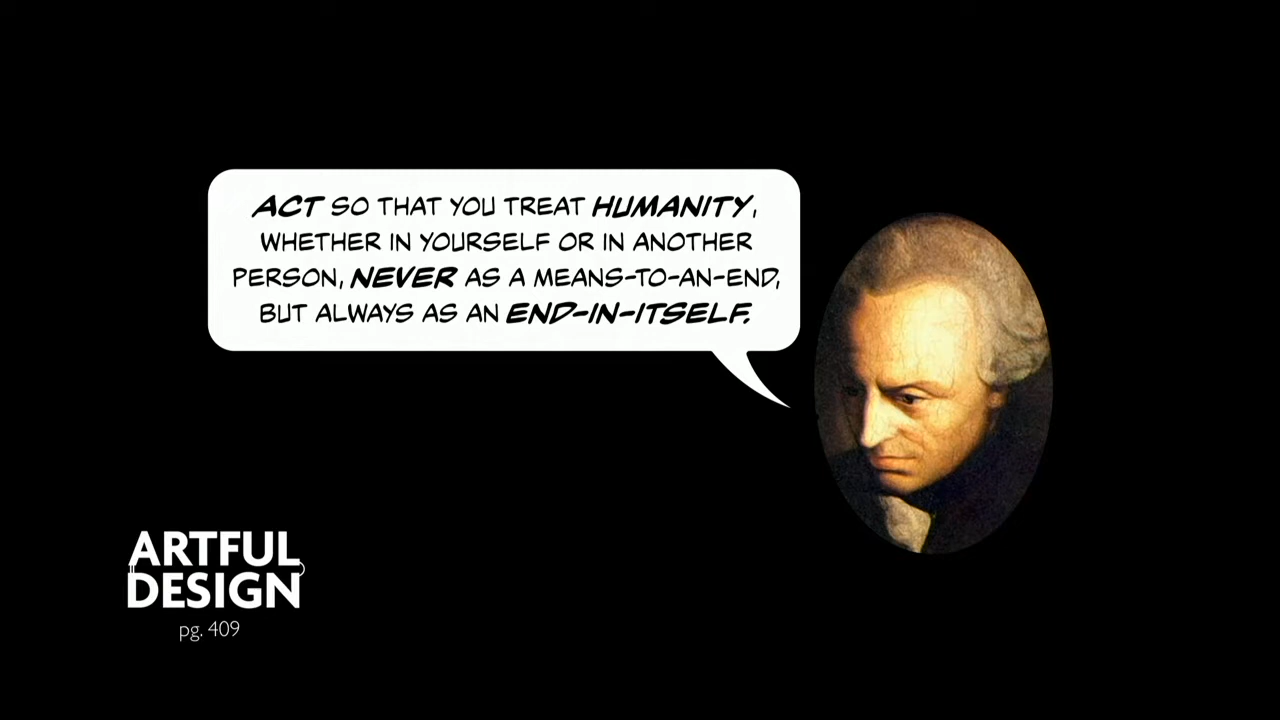 ACT SO THAT YOU TREAT HUMANITY,
WHETHER IN YOURSELF OR IN ANOTHER
PERSON, NEVER AS A MEANS-TO-AN-END,
BUT ALWAYS AS AN END-IN-ITSELF.
ARTFUL
DESIGN
pg. 409